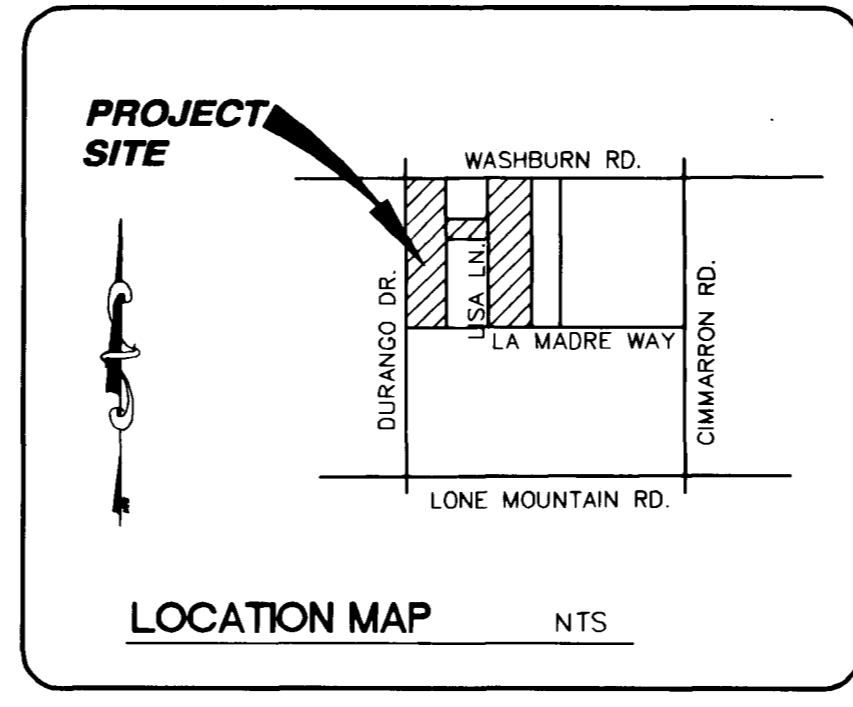 PROJECT
SITE
WASHBURN RD.
DURANGO DR.
LISA LN.
LA MADRE WAY
CIMMARRON RD.
LONE MOUNTAIN RD.
LOCATION MAP NTS